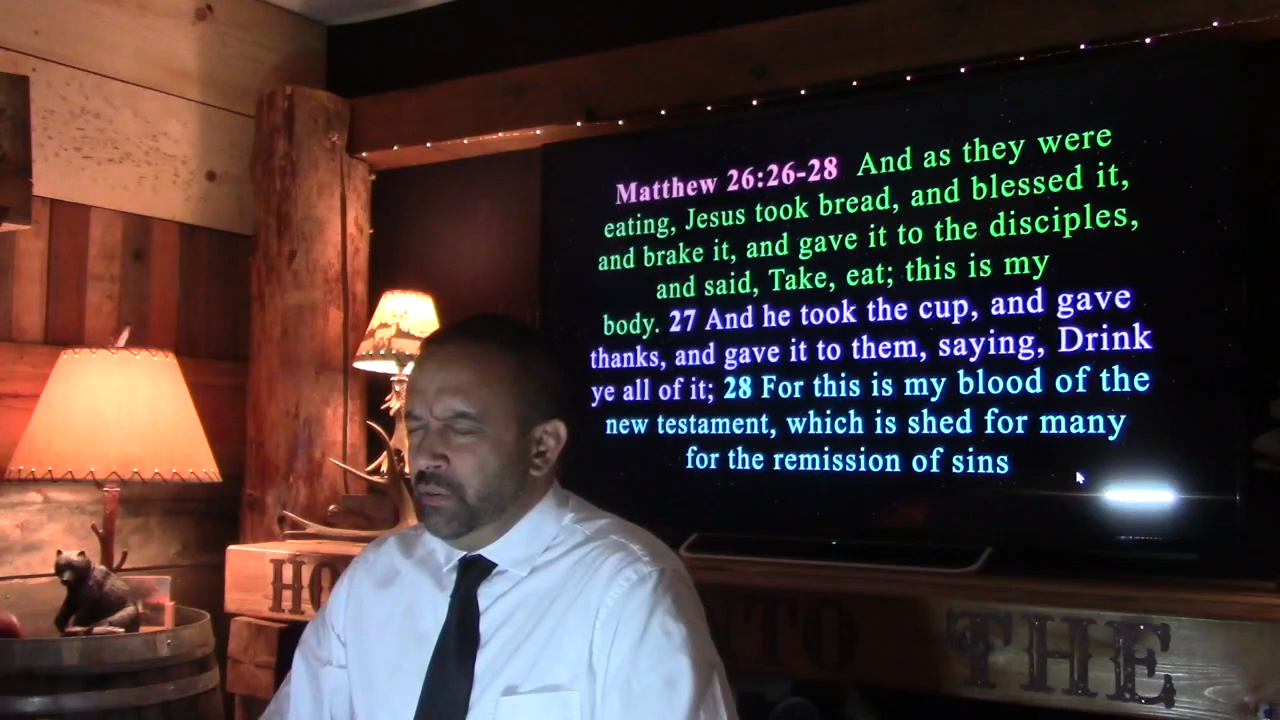 Matthew 26:26-28 And as they were
eating, Jesus took bread, and blessed it,
and brake it, and gave it to the disciples,
and said, Take, eat; this is my
body. 27 And he took the cup, and gave
thanks, and gave it to them, saying, Drink
ye all of it; 28 For this is my blood of the
new testament, which is shed for many
for the remission of sins
HO NTO THE